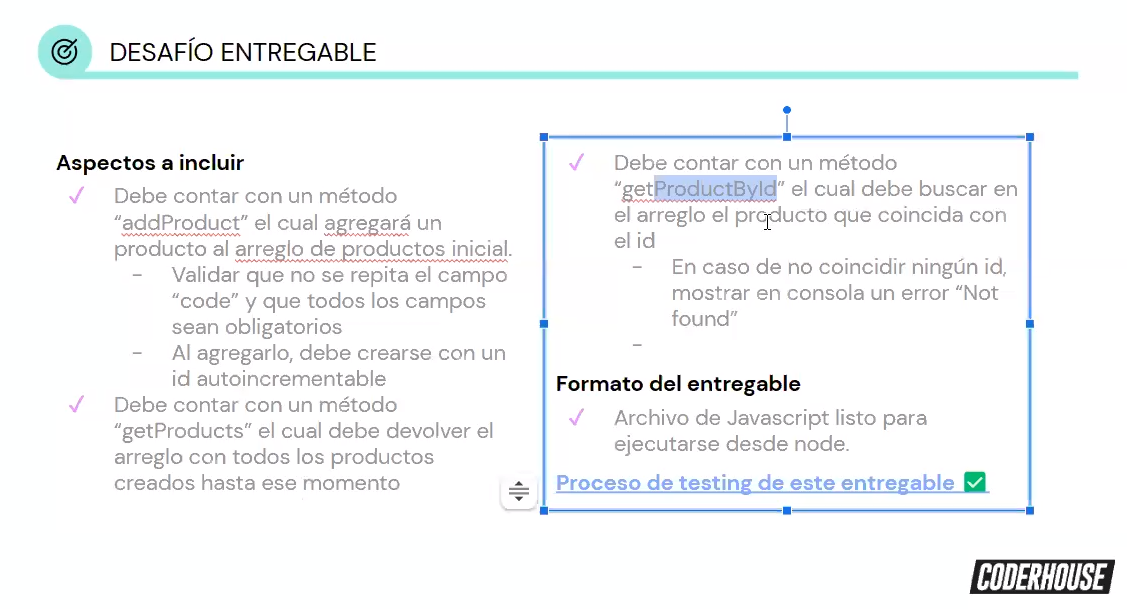 DESAFÍO ENTREGABLE
Aspectos a incluir
✓ Debe contar con un método
“addProduct” el cual agregará un
producto al arreglo de productos inicial.
- Validar que no se repita el campo
“code” y que todos los campos
sean obligatorios
- Al agregarlo, debe crearse con un
id autoincrementable
✓ Debe contar con un método
“getProducts” el cual debe devolver el
arreglo con todos los productos
creados hasta ese momento
✓ Debe contar con un método
“getProductById” el cual debe buscar en
el arreglo el producto que coincida con
el id
- En caso de no coincidir ningún id,
mostrar en consola un error “Not
found”
-
Formato del entregable
✓ Archivo de Javascript listo para
ejecutarse desde node.
Proceso de testing de este entregable ✅
CODERHOUSE